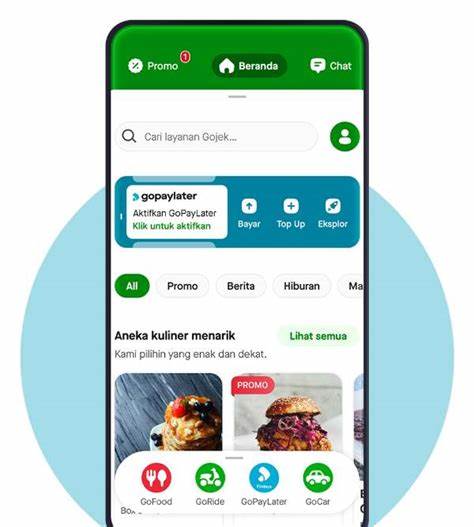 Promo
1
Beranda
Chat
Cari layanan Gojek...
gopaylater
Aktifkan GoPayLater
Klik untuk aktifkan
Bayar
Top Up
Eksplor
All
Promo
Berita
Hiburan
Ma
Aneka kuliner menarik
Lihat semua
Kami pilihin yang enak dan dekat.
PROMO
GoFood
GoRide
GoPayLater
GoCar